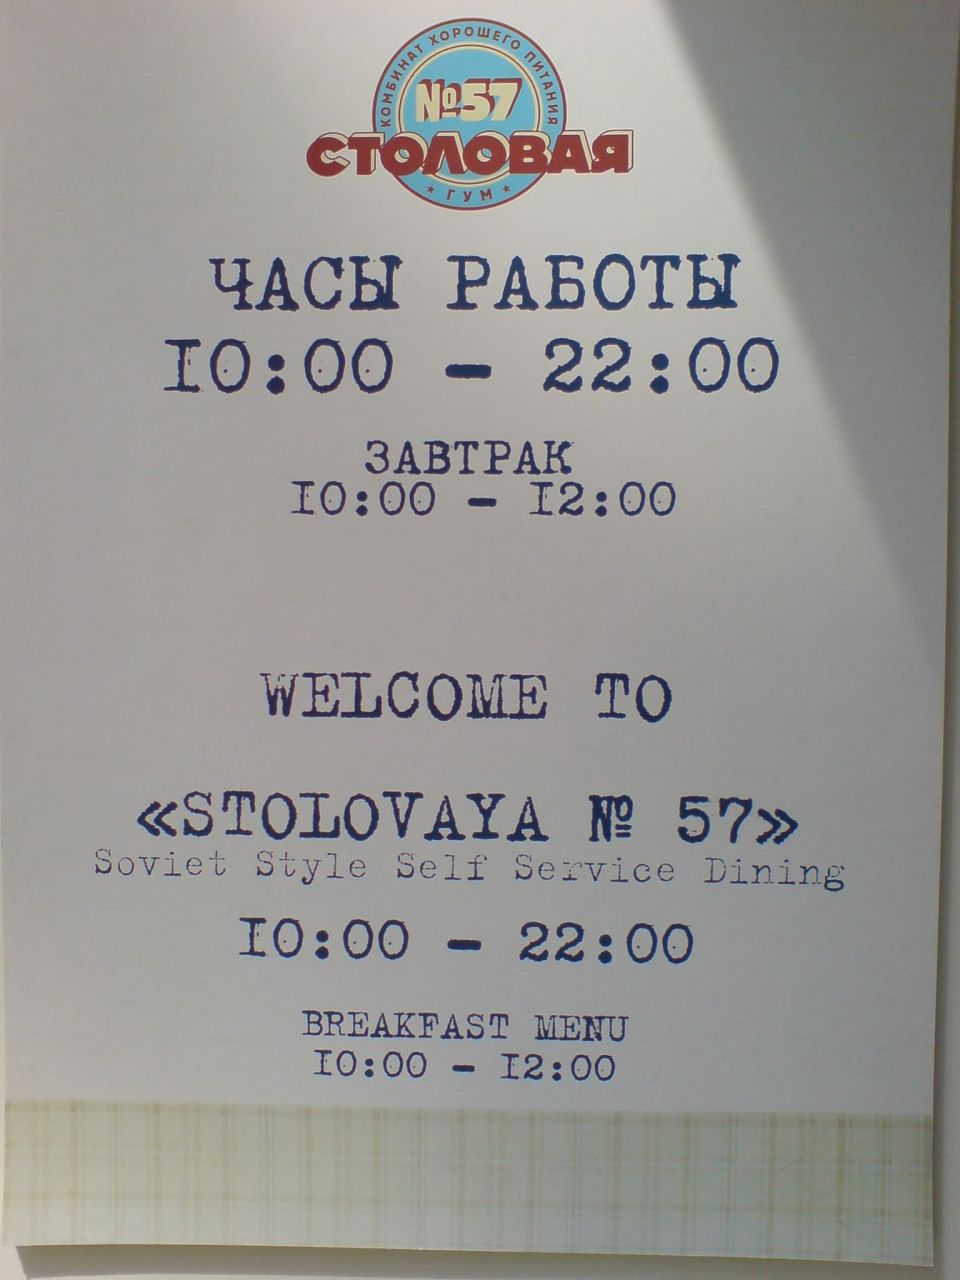 КОМБИНАТ ХОРОШЕГО ПИТАНИЯ
№57
СТОЛОВАЯ
ГУМ
ЧАСЫ РАБОТЫ
10:00 – 22:00
ЗАВТРАК
10:00 – 12:00
WELCOME TO
«STOLOVAYA № 57»
Soviet Style Self Service Dining
10:00 – 22:00
BREAKFAST MENU
10:00 – 12:00